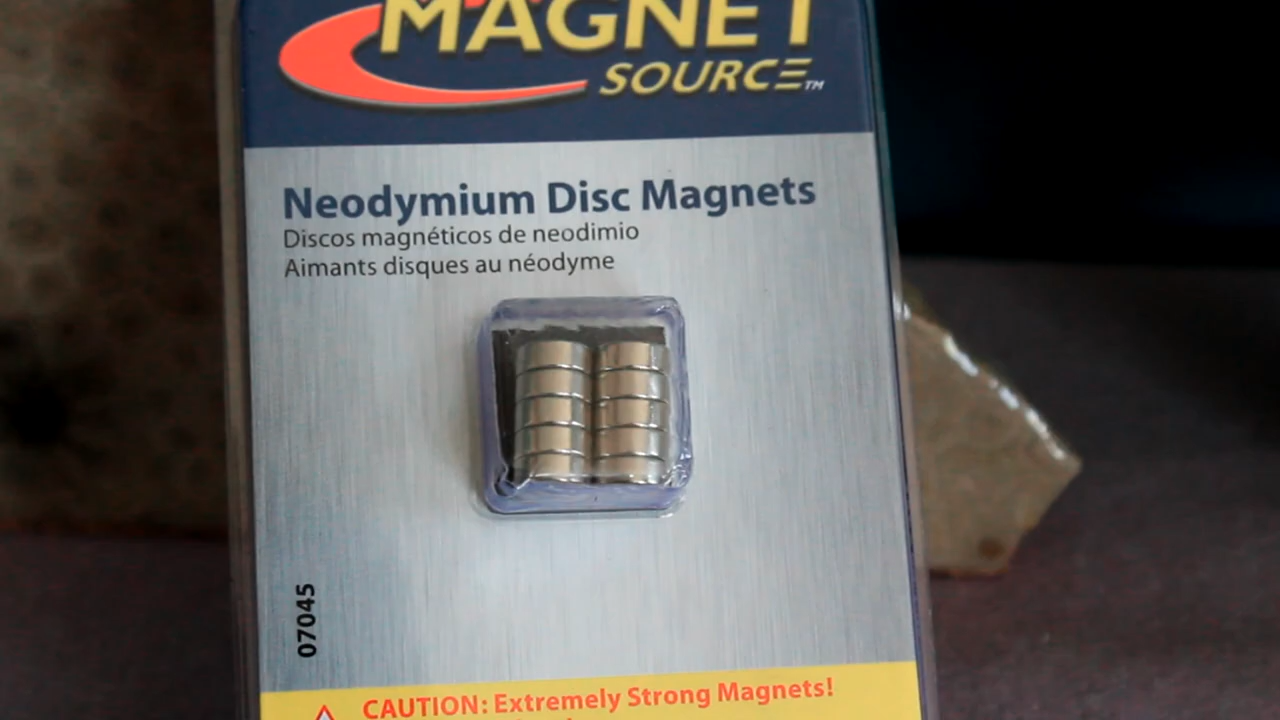 MAGNET
SOURCE™
Neodymium Disc Magnets
Discos magnéticos de neodimio
Aimants disques au néodyme
07045
CAUTION: Extremely Strong Magnets!